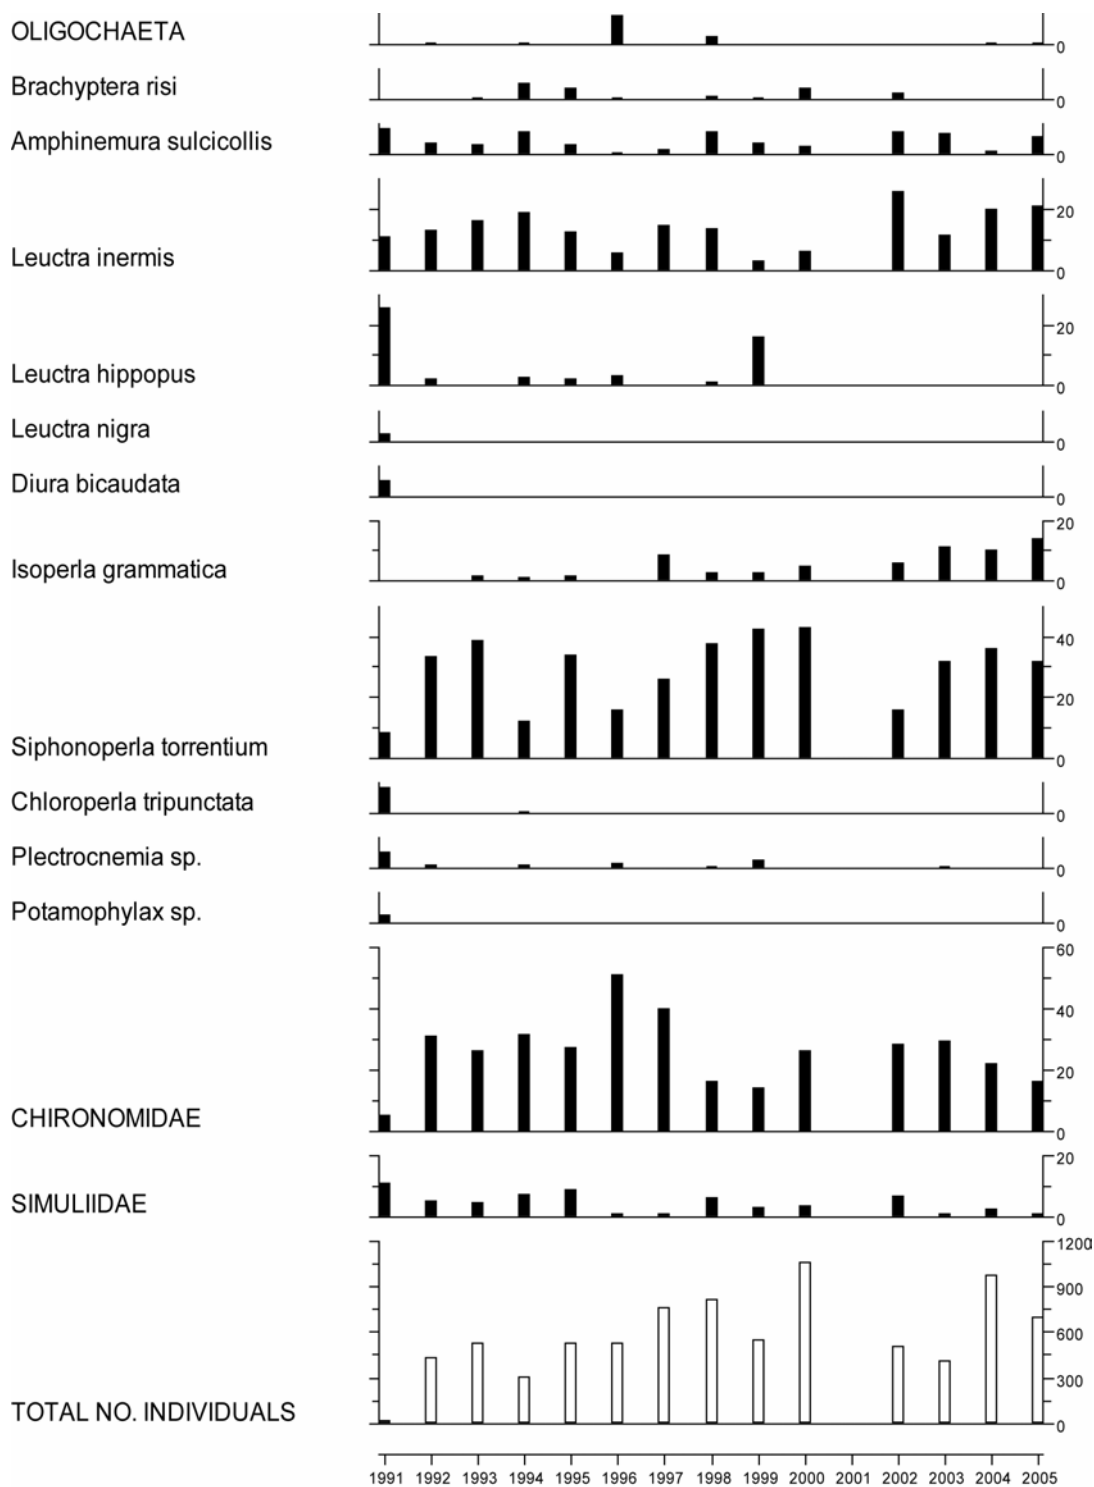 OLIGOCHAETA
0
Brachyptera risi
0
Amphinemura sulcicollis
0
20
Leuctra inermis
0
20
Leuctra hippopus
0
Leuctra nigra
0
Diura bicaudata
0
20
Isoperla grammatica
0
40
20
Siphonoperla torrentium
0
Chloroperla tripunctata
0
Plectrocnemia sp.
0
Potamophylax sp.
0
60
40
20
CHIRONOMIDAE
0
20
SIMULIIDAE
0
1200
900
600
300
TOTAL NO. INDIVIDUALS
0
1991 1992 1993 1994 1995 1996 1997 1998 1999 2000 2001 2002 2003 2004 2005